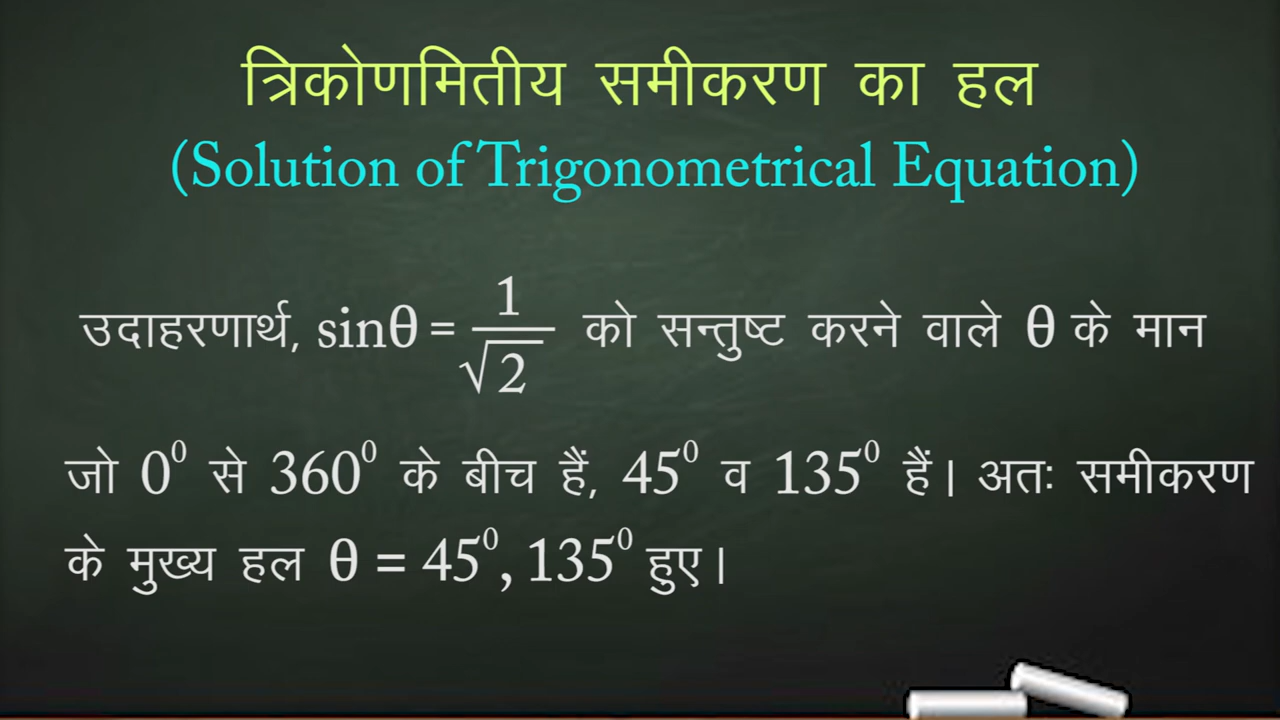 त्रिकोणमितीय समीकरण का हल
(Solution of Trigonometrical Equation)
उदाहरणार्थ, sinθ = 1/√2 को सन्तुष्ट करने वाले θ के मान
जो 0⁰ से 360⁰ के बीच हैं, 45⁰ व 135⁰ हैं। अतः समीकरण
के मुख्य हल θ = 45⁰, 135⁰ हुए।